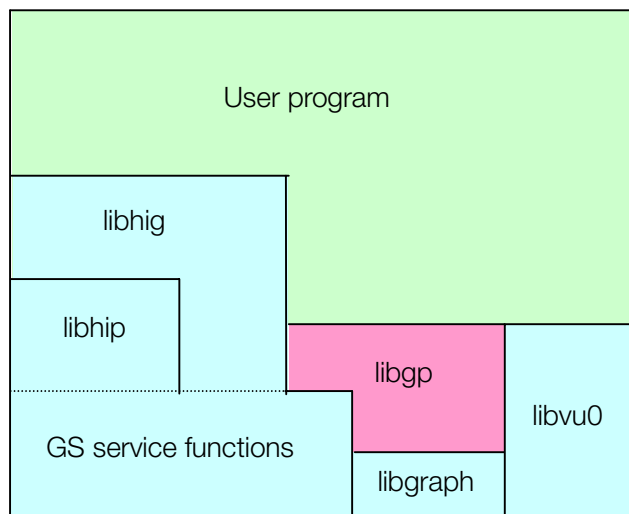 User program
libhig
libhip
libgp
libvu0
GS service functions
libgraph